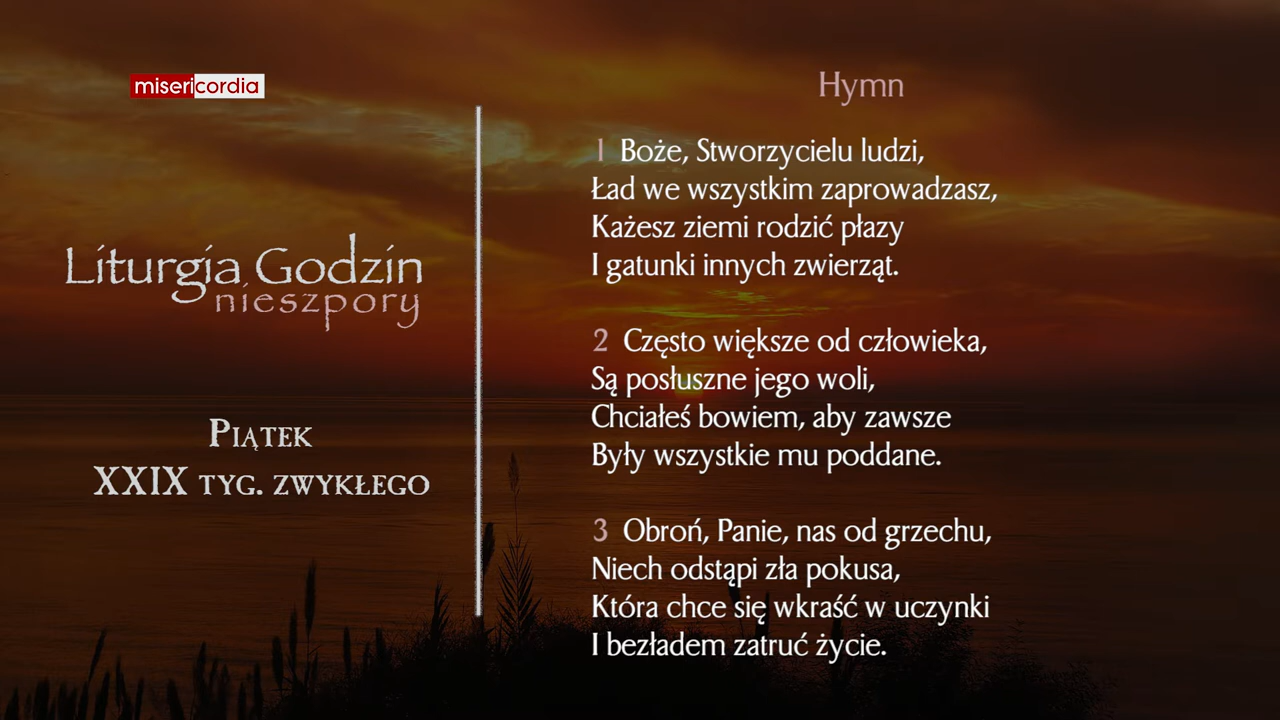 misericordia
Liturgia Godzin
nieszpory
Piątek
XXIX tyg. zwykłego
Hymn
1 Boże, Stworzycielu ludzi,
Ład we wszystkim zaprowadzasz,
Każesz ziemi rodzić płazy
I gatunki innych zwierząt.
2 Często większe od człowieka,
Są posłuszne jego woli,
Chciałeś bowiem, aby zawsze
Były wszystkie mu poddane.
3 Obroń, Panie, nas od grzechu,
Niech odstąpi zła pokusa,
Która chce się wkraść w uczynki
I bezładem zatruć życie.